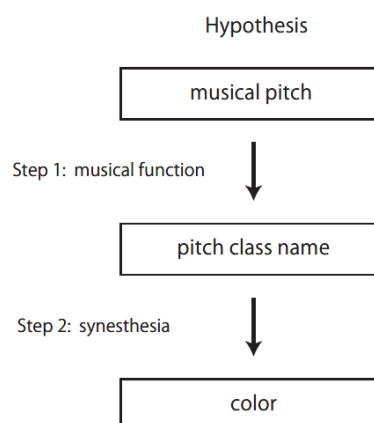 Hypothesis
musical pitch
Step 1: musical function
pitch class name
Step 2: synesthesia
color